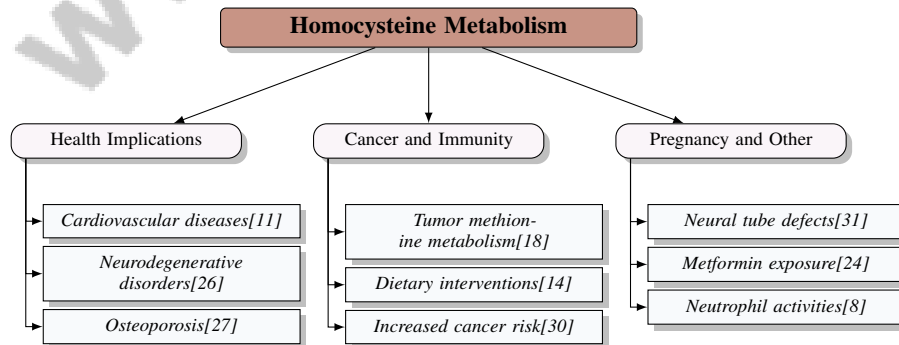 Homocysteine Metabolism
Health Implications
Cancer and Immunity
Pregnancy and Other
Cardiovascular diseases[11]
Neurodegenerative
disorders[26]
Osteoporosis[27]
Tumor methion-
ine metabolism[18]
Dietary interventions[14]
Increased cancer risk[30]
Neural tube defects[31]
Metformin exposure[24]
Neutrophil activities[8]